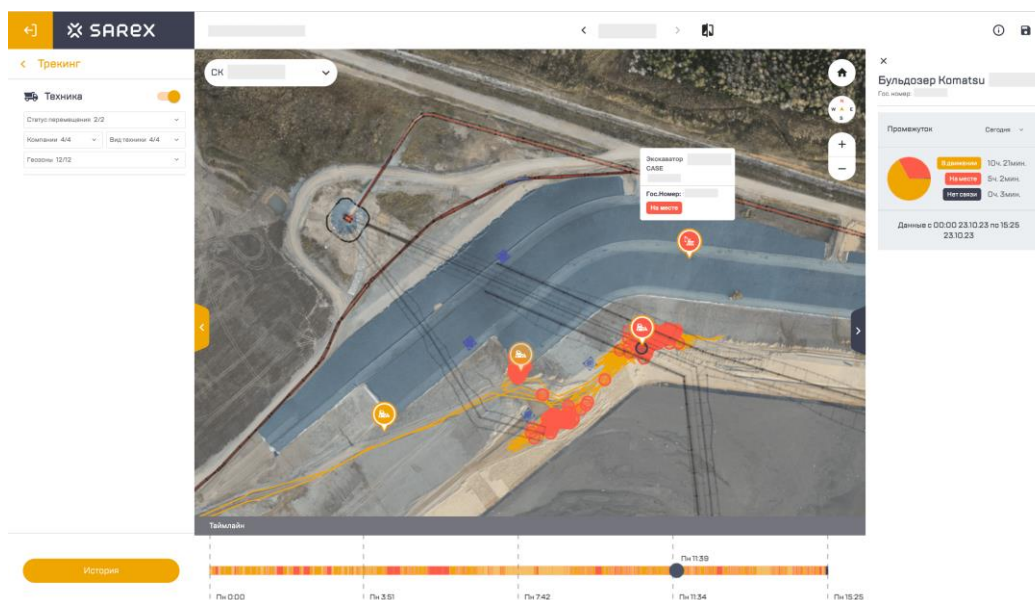 SAREX
Трекинг
Техника
Статус перемещения 2/2
Компании 4/4
Вид техники 4/4
Геозоны 12/12
История
СК
W A E
S
+
−
Экскаватор
CASE
Гос.Номер:
На месте
Бульдозер Komatsu
Гос. номер:
Промежуток
Сегодня
В движении 10ч. 21мин.
На месте 5ч. 2мин.
Нет связи 0ч. 3мин.
Данные с 00:00 23.10.23 по 15:25
23.10.23
Таймлайн
Пн 11:39
Пн 0:00
Пн 3:51
Пн 7:42
Пн 11:34
Пн 15:25